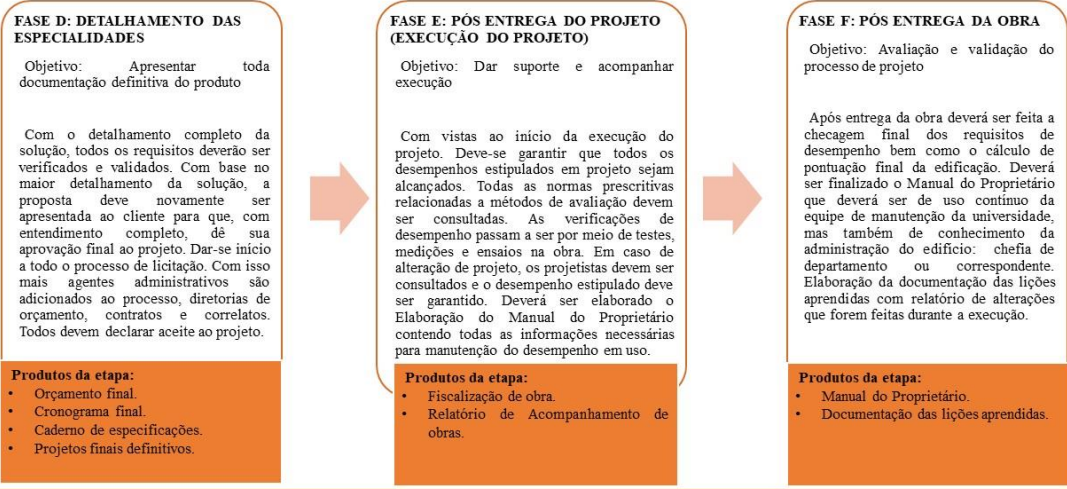 FASE D: DETALHAMENTO DAS
ESPECIALIDADES
Objetivo: Apresentar toda
documentação definitiva do produto
Com o detalhamento completo da
solução, todos os requisitos deverão ser
verificados e validados. Com base no
maior detalhamento da solução, a
proposta deve novamente ser
apresentada ao cliente para que, com
entendimento completo, dê sua
aprovação final ao projeto. Dar-se início
a todo o processo de licitação. Com isso
mais agentes administrativos são
adicionados ao processo, diretorias de
orçamento, contratos e correlatos.
Todos devem declarar aceite ao projeto.
Produtos da etapa:
• Orçamento final.
• Cronograma final.
• Caderno de especificações.
• Projetos finais definitivos.
FASE E: PÓS ENTREGA DO PROJETO
(EXECUÇÃO DO PROJETO)
Objetivo: Dar suporte e acompanhar
execução
Com vistas ao início da execução do
projeto. Deve-se garantir que todos os
desempenhos estipulados em projeto sejam
alcançados. Todas as normas prescritivas
relacionadas a métodos de avaliação devem
ser consultadas. As verificações de
desempenho passam a ser por meio de testes,
medições e ensaios na obra. Em caso de
alteração de projeto, os projetistas devem ser
consultados e o desempenho estipulado deve
ser garantido. Deverá ser elaborado o
Elaboração do Manual do Proprietário
contendo todas as informações necessárias
para manutenção do desempenho em uso.
Produtos da etapa:
• Fiscalização de obra.
• Relatório de Acompanhamento de
obras.
FASE F: PÓS ENTREGA DA OBRA
Objetivo: Avaliação e validação do
processo de projeto
Após entrega da obra deverá ser feita a
checagem final dos requisitos de
desempenho bem como o cálculo de
pontuação final da edificação. Deverá
ser finalizado o Manual do Proprietário
que deverá ser de uso contínuo da
equipe de manutenção da universidade,
mas também de conhecimento da
administração do edifício: chefia de
departamento ou correspondente.
Elaboração da documentação das lições
aprendidas com relatório de alterações
que forem feitas durante a execução.
Produtos da etapa:
• Manual do Proprietário.
• Documentação das lições aprendidas.